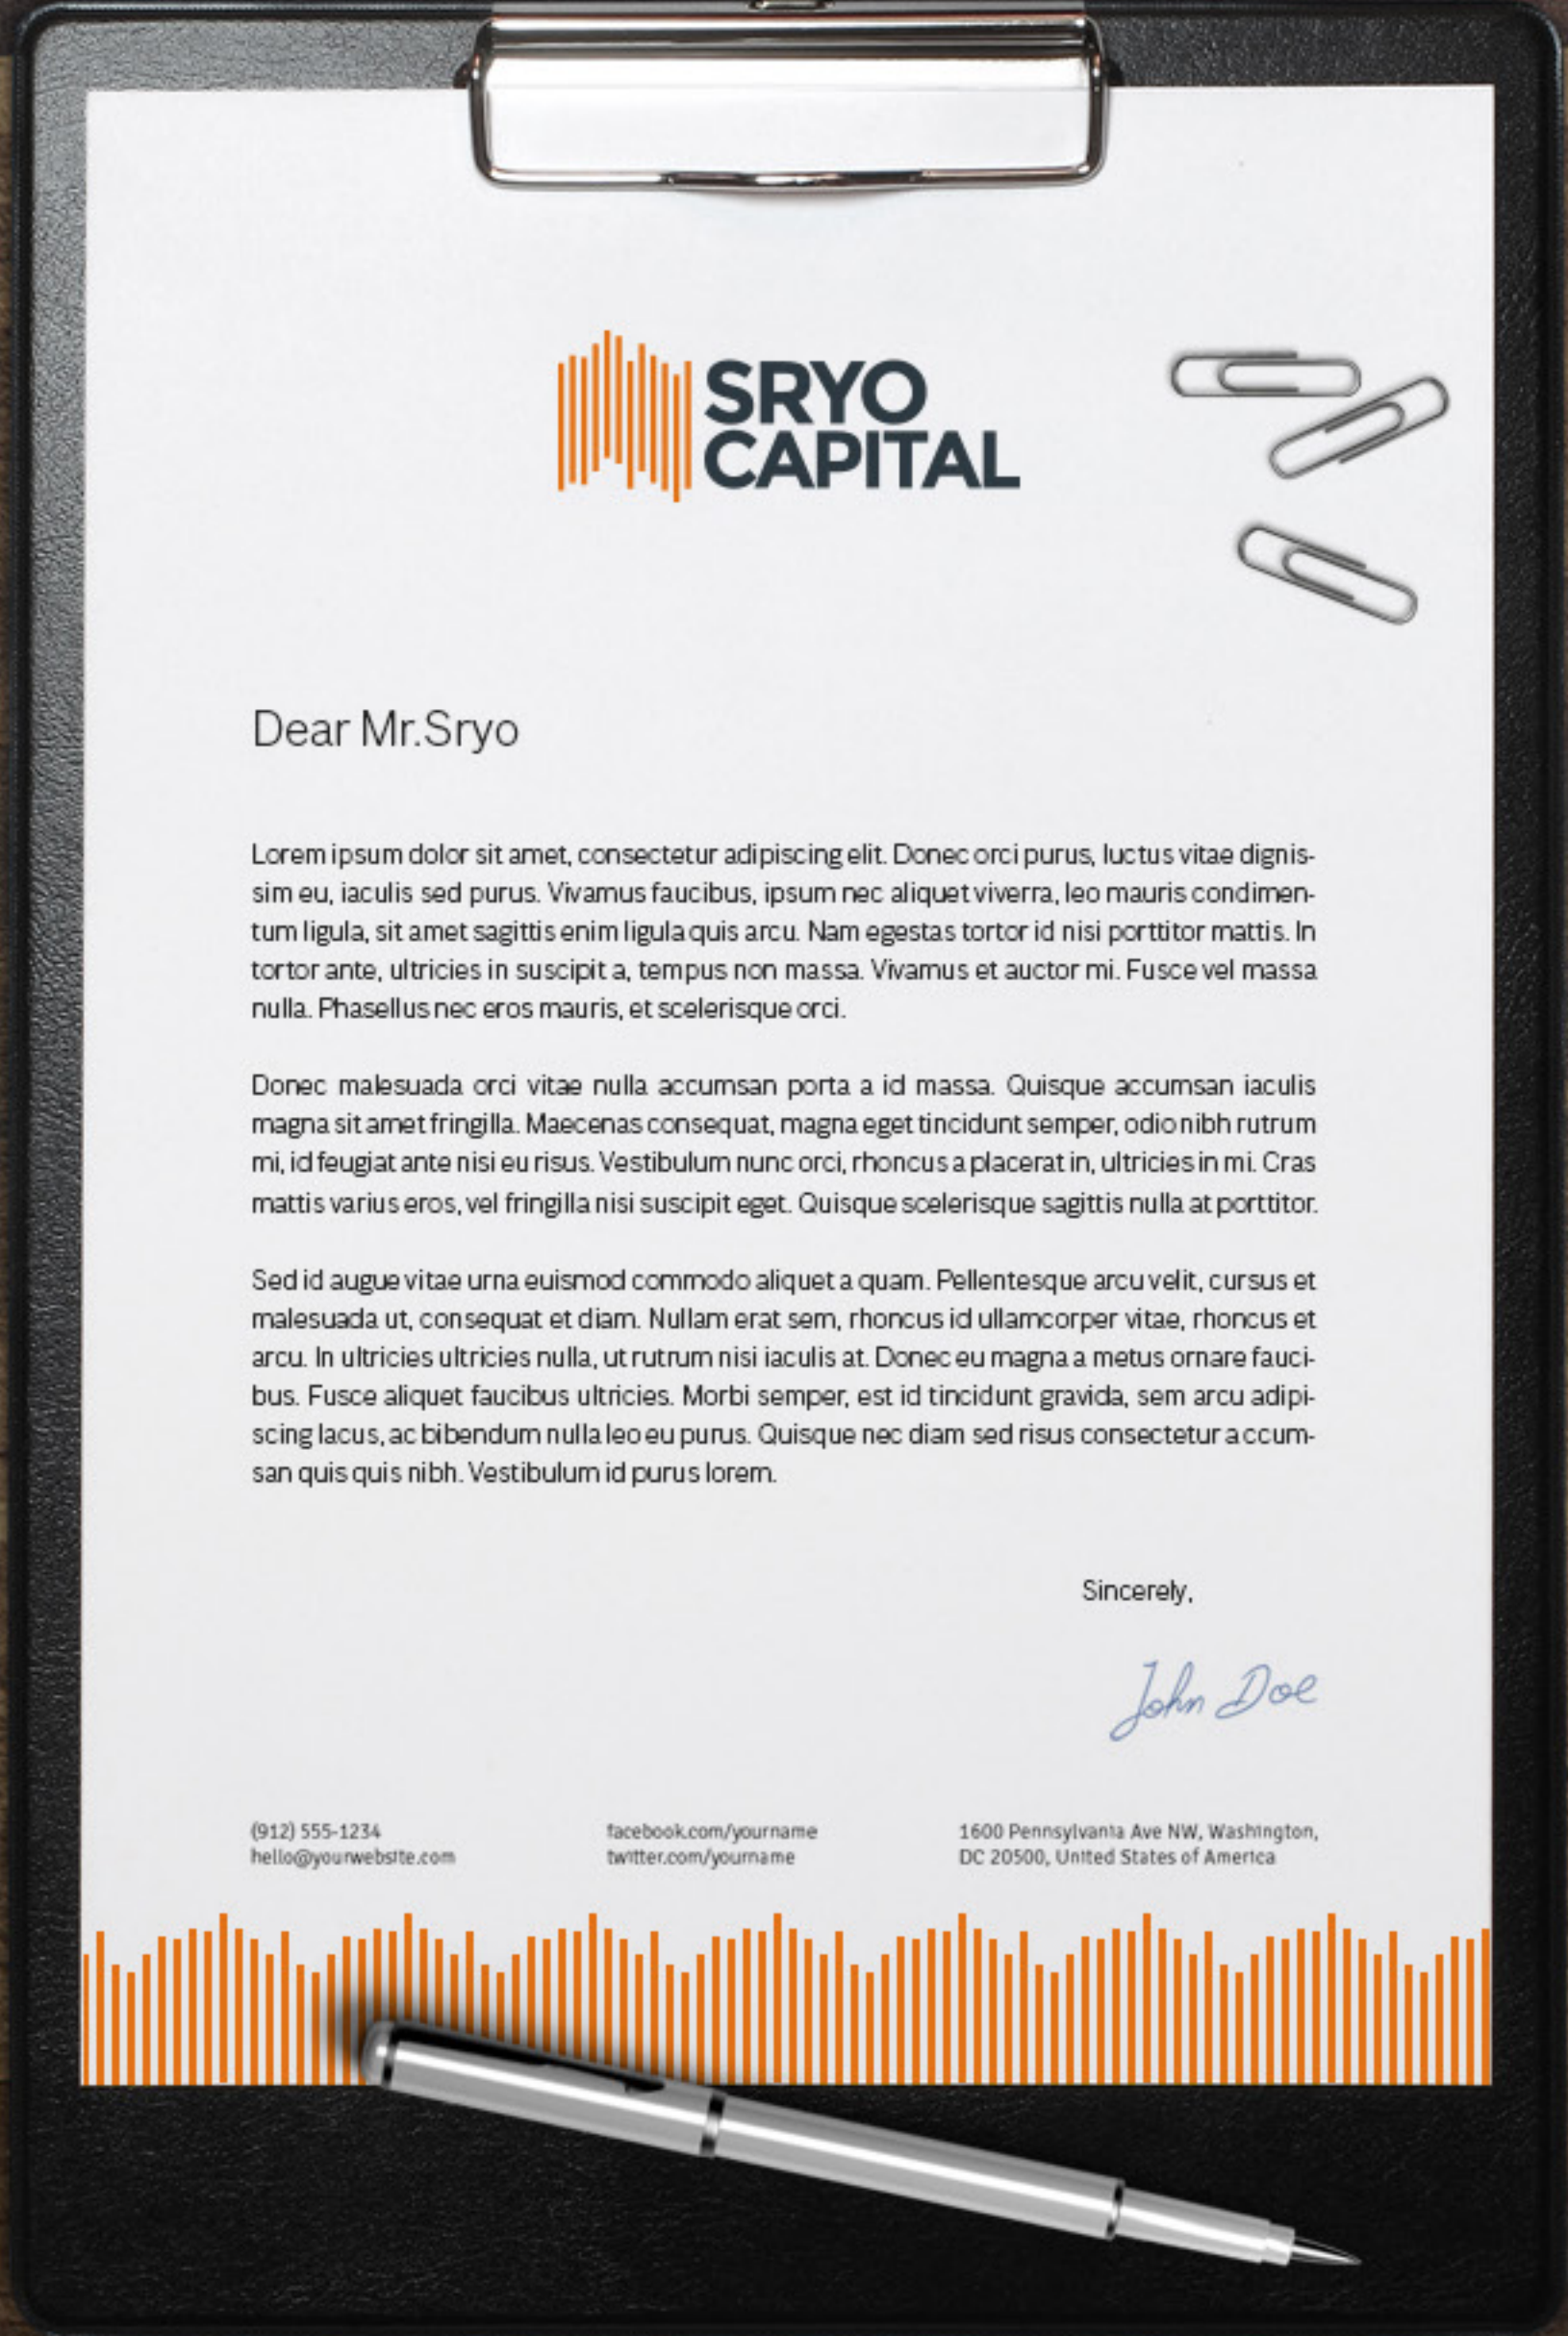 SRYO
CAPITAL
Dear Mr.Sryo
Lorem ipsum dolor sit amet, consectetur adipiscing elit. Donec orci purus, luctus vitae dignis-
sim eu, iaculis sed purus. Vivamus faucibus, ipsum nec aliquet viverra, leo mauris condimen-
tum ligula, sit amet sagittis enim ligula quis arcu. Nam egestas tortor id nisi porttitor mattis. In
tortor ante, ultricies in suscipit a, tempus non massa. Vivamus et auctor mi. Fusce vel massa
nulla. Phasellus nec eros mauris, et scelerisque orci.
Donec malesuada orci vitae nulla accumsan porta a id massa. Quisque accumsan iaculis
magna sit amet fringilla. Maecenas consequat, magna eget tincidunt semper, odio nibh rutrum
mi, id feugiat ante nisi eu risus. Vestibulum nunc orci, rhoncus a placerat in, ultricies in mi. Cras
mattis varius eros, vel fringilla nisi suscipit eget. Quisque scelerisque sagittis nulla at porttitor.
Sed id augue vitae urna euismod commodo aliquet a quam. Pellentesque arcu velit, cursus et
malesuada ut, consequat et diam. Nullam erat sem, rhoncus id ullamcorper vitae, rhoncus et
arcu. In ultricies ultricies nulla, ut rutrum nisi iaculis at. Donec eu magna a metus ornare fauci-
bus. Fusce aliquet faucibus ultricies. Morbi semper, est id tincidunt gravida, sem arcu adipi-
scing lacus, ac bibendum nulla leo eu purus. Quisque nec diam sed risus consectetur accum-
san quis quis nibh. Vestibulum id purus lorem.
Sincerely,
John Doe
(912) 555-1234
hello@yourwebsite.com
facebook.com/yourname
twitter.com/yourname
1600 Pennsylvania Ave NW, Washington,
DC 20500, United States of America